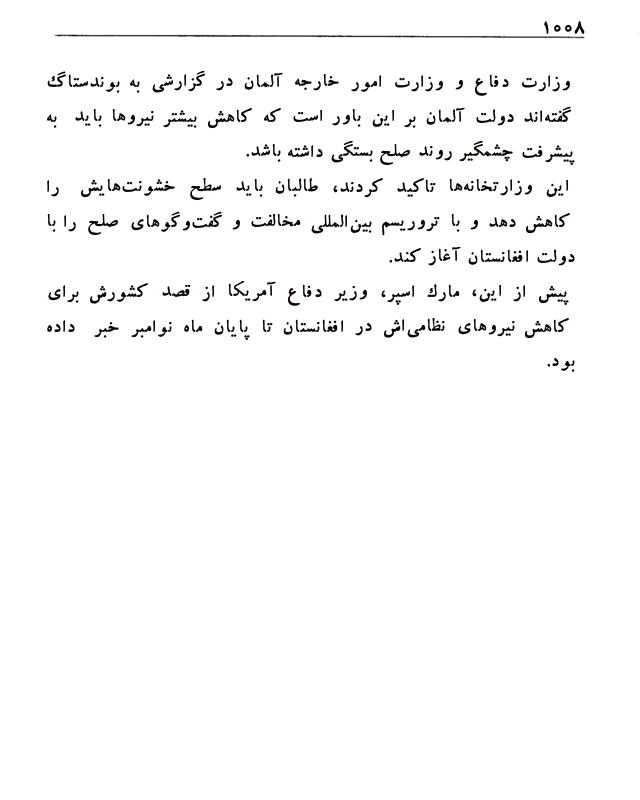 ۱۰۰۸
وزارت دفاع و وزارت امور خارجه آلمان در گزارشی به بوندستاگ
گفته‌اند دولت آلمان بر این باور است که کاهش بیشتر نیروها باید به
پیشرفت چشمگیر روند صلح بستگی داشته باشد.
این وزارتخانه‌ها تاکید کردند، طالبان باید سطح خشونت‌هایش را
کاهش دهد و با تروریسم بین‌المللی مخالفت و گفت‌وگوهای صلح را با
دولت افغانستان آغاز کند.
پیش از این، مارك اسپر، وزیر دفاع آمریکا از قصد کشورش برای
کاهش نیروهای نظامی‌اش در افغانستان تا پایان ماه نوامبر خبر داده
بود.